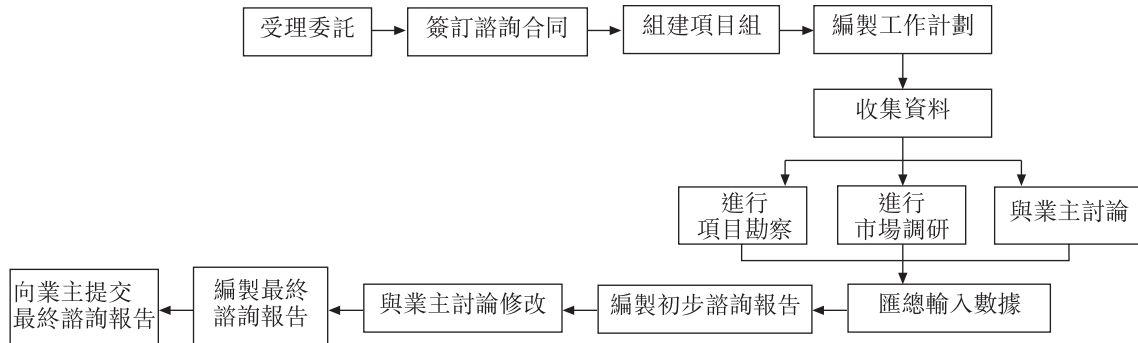 受理委託
簽訂諮詢合同
組建項目組
編製工作計劃
收集資料
進行
項目勘察
進行
市場調研
與業主討論
匯總輸入數據
編製初步諮詢報告
與業主討論修改
編製最終
諮詢報告
向業主提交
最終諮詢報告